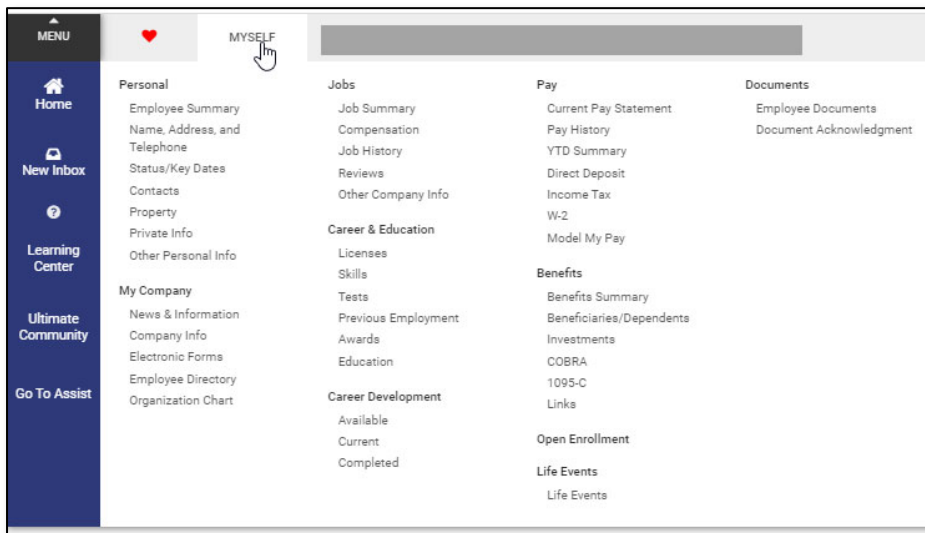 MENU
MYSELF
Home
New Inbox
Learning
Center
Ultimate
Community
Go To Assist
Personal
Employee Summary
Name, Address, and
Telephone
Status/Key Dates
Contacts
Property
Private Info
Other Personal Info
My Company
News & Information
Company Info
Electronic Forms
Employee Directory
Organization Chart
Jobs
Job Summary
Compensation
Job History
Reviews
Other Company Info
Career & Education
Licenses
Skills
Tests
Previous Employment
Awards
Education
Career Development
Available
Current
Completed
Pay
Current Pay Statement
Pay History
YTD Summary
Direct Deposit
Income Tax
W-2
Model My Pay
Benefits
Benefits Summary
Beneficiaries/Dependents
Investments
COBRA
1095-C
Links
Open Enrollment
Life Events
Life Events
Documents
Employee Documents
Document Acknowledgment